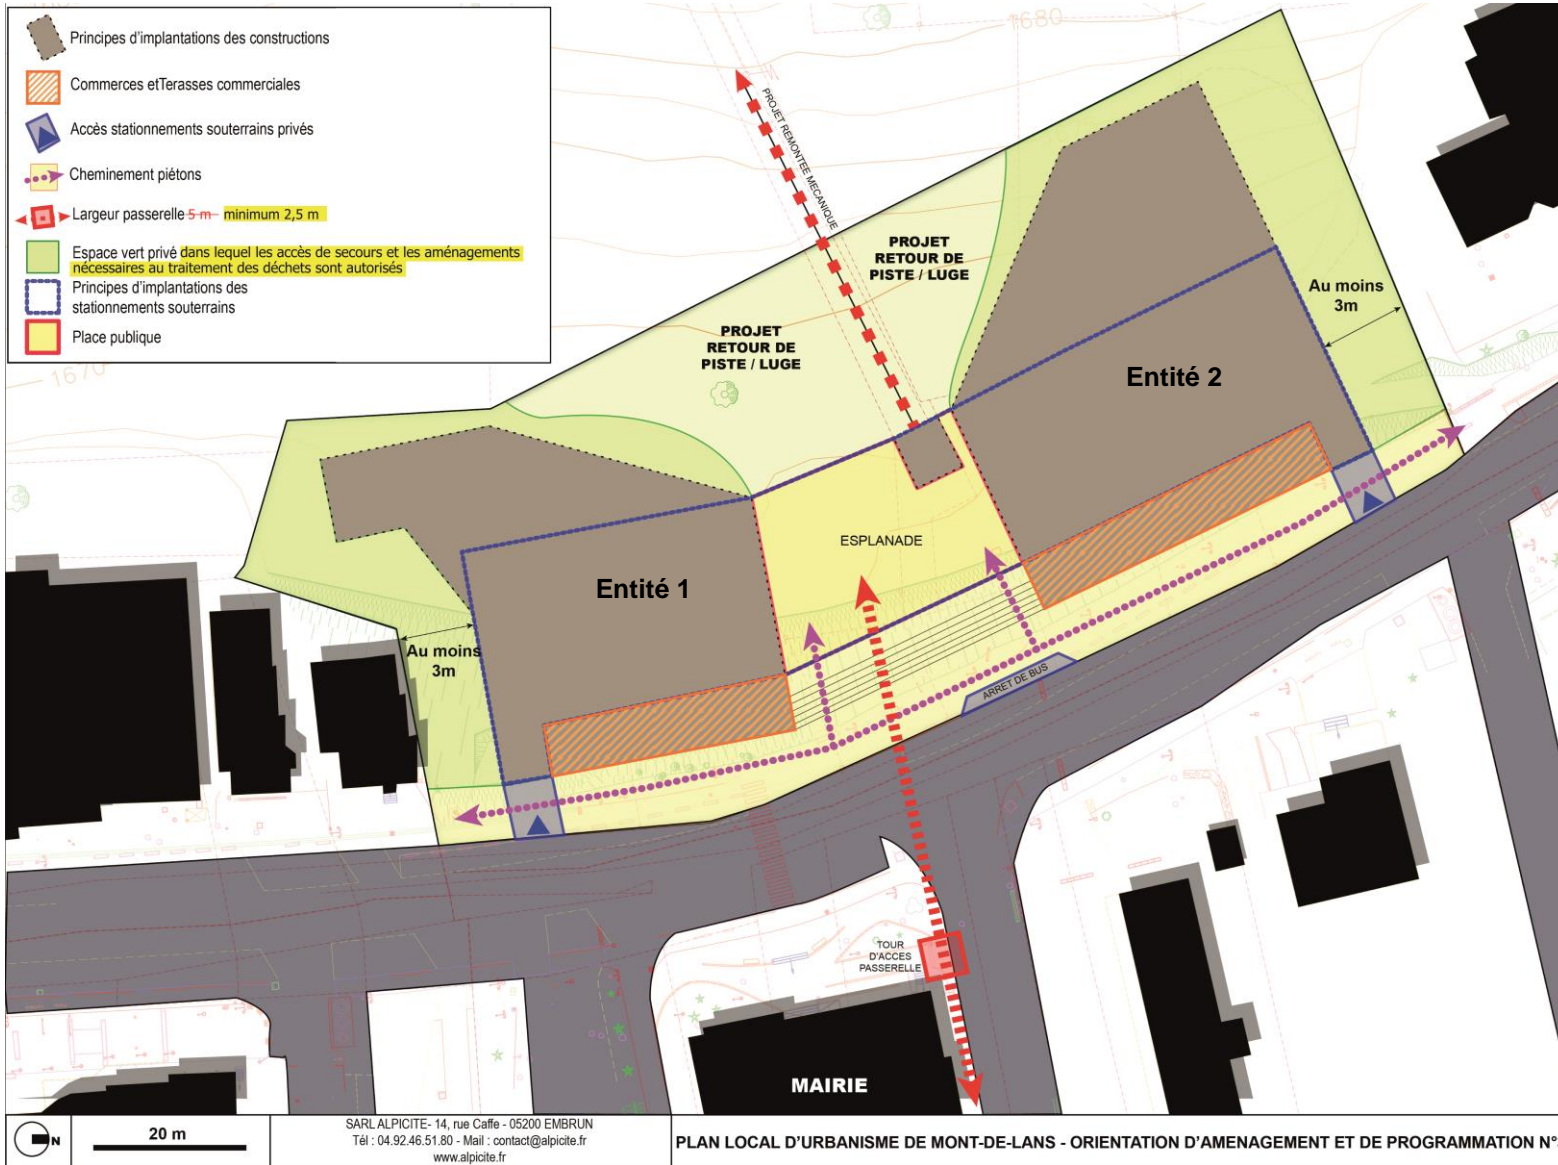 Principes d'implantations des constructions
Commerces etTerasses commerciales
Accès stationnements souterrains privés
Cheminement piétons
Largeur passerelle 5 m minimum 2,5 m
Espace vert privé dans lequel les accès de secours et les aménagements
nécessaires au traitement des déchets sont autorisés
Principes d'implantations des
stationnements souterrains
Place publique
1680
1670
PROJET REMONTEE MECANIQUE
PROJET
RETOUR DE
PISTE / LUGE
PROJET
RETOUR DE
PISTE / LUGE
Au moins
3m
Entité 2
ESPLANADE
Entité 1
Au moins
3m
ARRET DE BUS
TOUR
D'ACCES
PASSERELLE
MAIRIE
N
20 m
SARL ALPICITE- 14, rue Caffe - 05200 EMBRUN
Tél : 04.92.46.51.80 - Mail : contact@alpicite.fr
www.alpicite.fr
PLAN LOCAL D'URBANISME DE MONT-DE-LANS - ORIENTATION D'AMENAGEMENT ET DE PROGRAMMATION N°